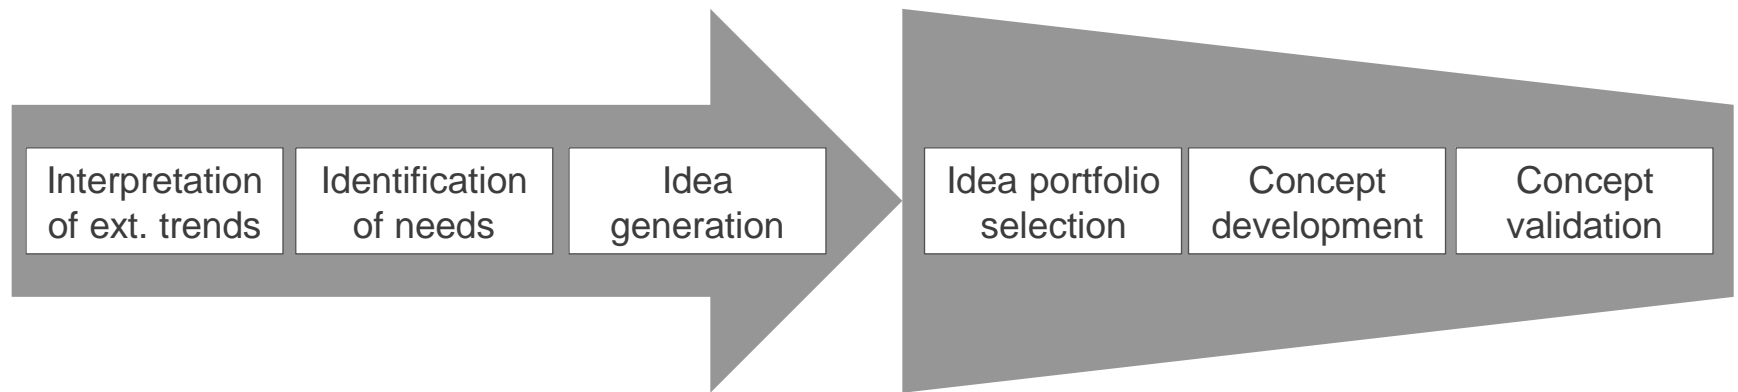 Interpretation
of ext. trends
Identification
of needs
Idea
generation
Idea portfolio
selection
Concept
development
Concept
validation